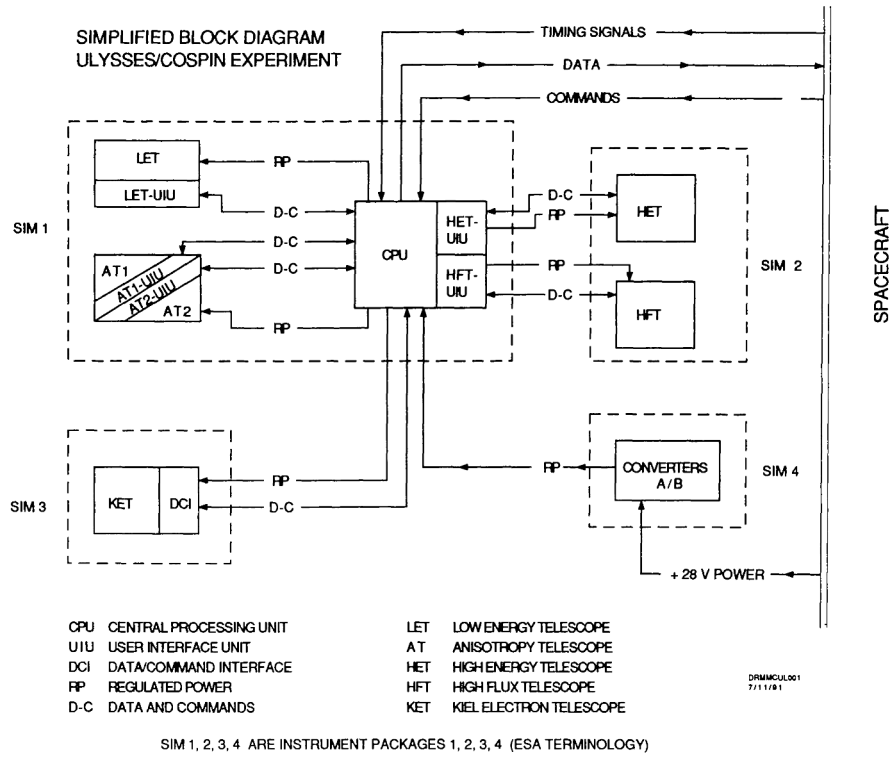 SIMPLIFIED BLOCK DIAGRAM
ULYSSES/COSPIN EXPERIMENT
TIMING SIGNALS
DATA
COMMANDS
SPACECRAFT
SIM 1
LET
LET-UIU
RP
D-C
AT1
AT1-UIU
AT2-UIU
AT2
D-C
D-C
RP
CPU
HET-
UIU
HFT-
UIU
D-C
RP
RP
D-C
HET
HFT
SIM 2
SIM 3
KET
DCI
RP
D-C
RP
CONVERTERS
A/B
SIM 4
+ 28 V POWER
CPU CENTRAL PROCESSING UNIT
UIU USER INTERFACE UNIT
DCI DATA/COMMAND INTERFACE
RP REGULATED POWER
D-C DATA AND COMMANDS
LET LOW ENERGY TELESCOPE
AT ANISOTROPY TELESCOPE
HET HIGH ENERGY TELESCOPE
HFT HIGH FLUX TELESCOPE
KET KIEL ELECTRON TELESCOPE
DRMMCUL001
7/11/91
SIM 1, 2, 3, 4 ARE INSTRUMENT PACKAGES 1, 2, 3, 4 (ESA TERMINOLOGY)